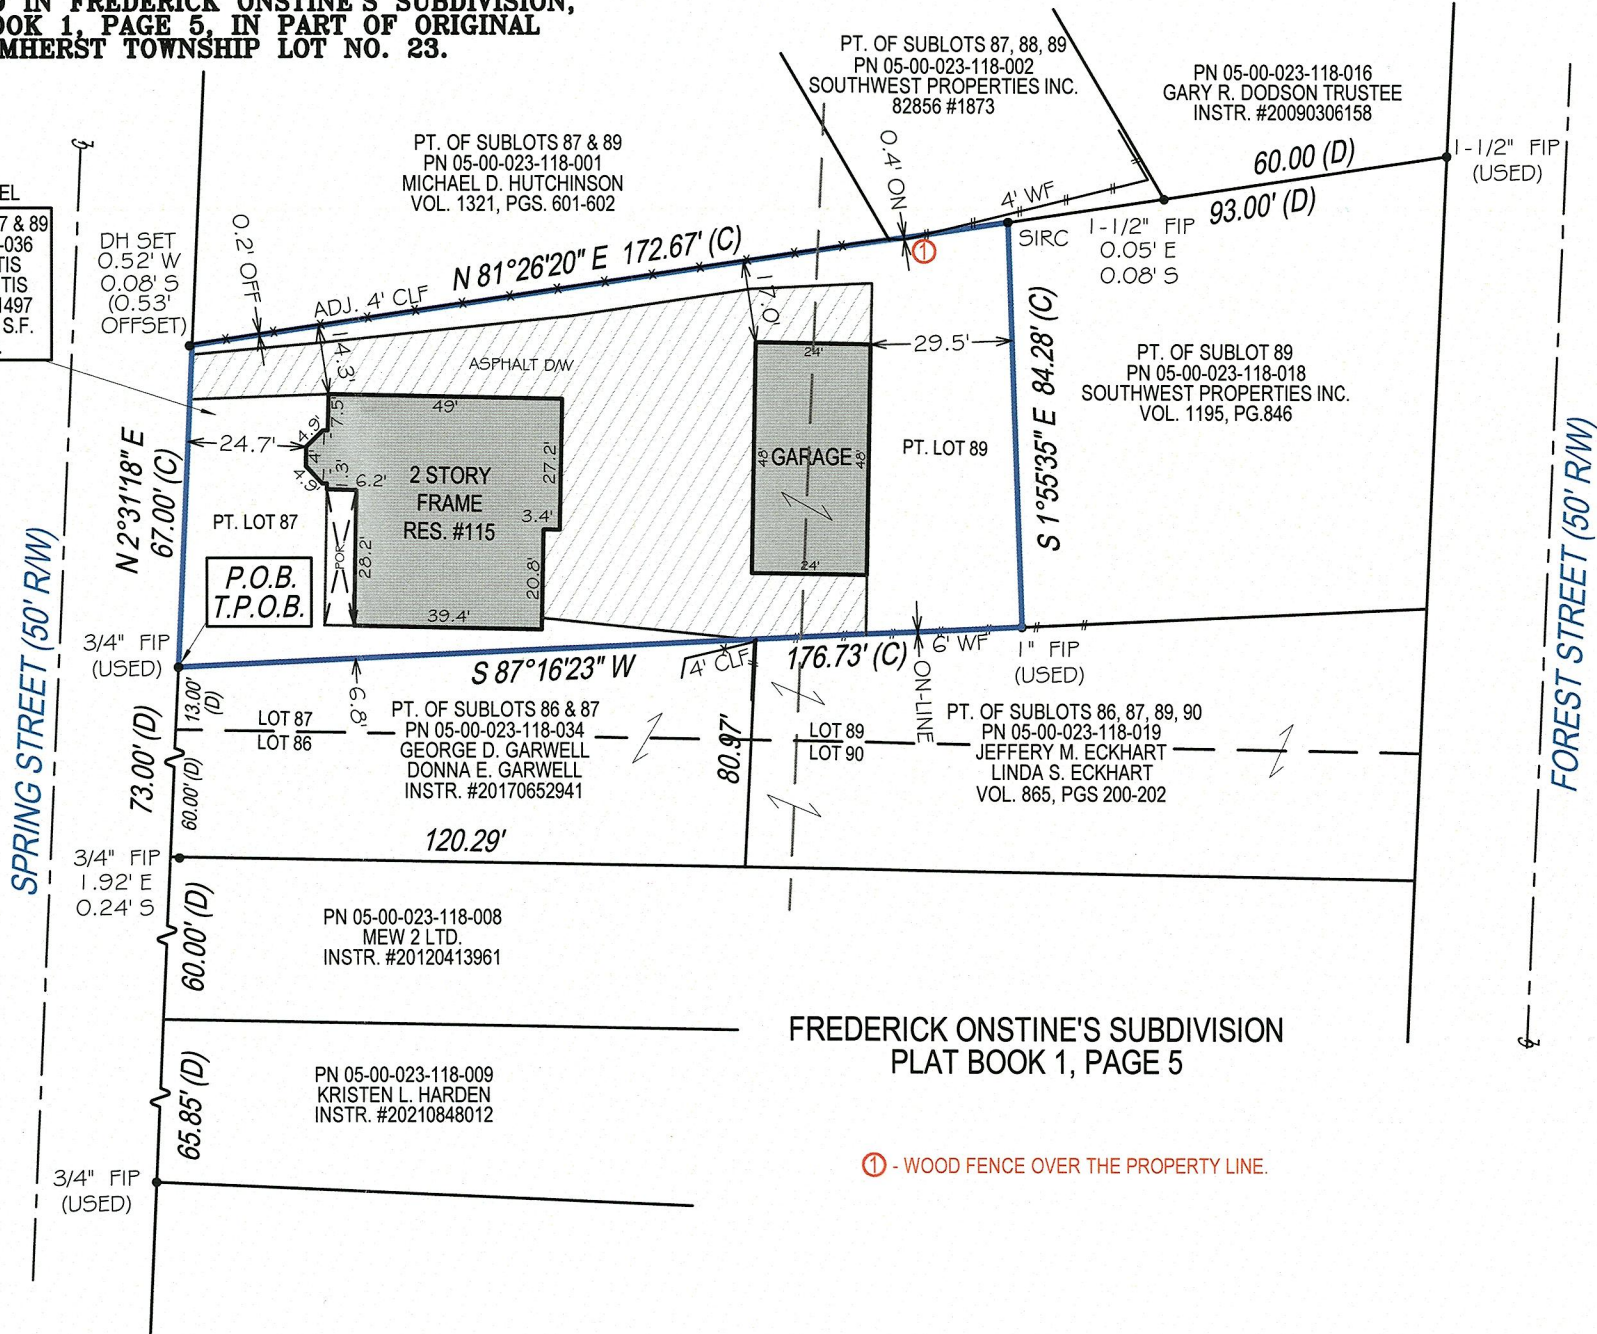 IN FREDERICK ONSTINE'S SUBDIVISION,
BOOK 1, PAGE 5, IN PART OF ORIGINAL
AMHERST TOWNSHIP LOT NO. 23.
PT. OF SUBLOTS 87, 88, 89
PN 05-00-023-118-002
SOUTHWEST PROPERTIES INC.
82856 #1873
PN 05-00-023-118-016
GARY R. DODSON TRUSTEE
INSTR. #20090306158
PT. OF SUBLOTS 87 & 89
PN 05-00-023-118-001
MICHAEL D. HUTCHINSON
VOL. 1321, PGS. 601-602
60.00 (D)
93.00' (D)
1-1/2" FIP
(USED)
7 & 89
-036
TIS
TIS
1497
S.F.
DH SET
0.52' W
0.08' S
(0.53'
OFFSET)
0.2' OFF
ADJ. 4' CLF
N 81°26'20" E 172.67' (C)
0.4' ON
4' WF
1
SIRC
1-1/2" FIP
0.05' E
0.08' S
14.3'
17.0'
ASPHALT D/W
24'
29.5'
S 1°55'35" E 84.28' (C)
PT. OF SUBLOT 89
PN 05-00-023-118-018
SOUTHWEST PROPERTIES INC.
VOL. 1195, PG.846
N 2°31'18" E
67.00' (C)
24.7'
4.9'
4'
4.9'
7.5'
1.3'
6.2'
49'
27.2'
3.4'
20.8'
39.4'
28.2'
POR
2 STORY
FRAME
RES. #115
48'
GARAGE
48'
24'
PT. LOT 89
PT. LOT 87
P.O.B.
T.P.O.B.
SPRING STREET (50' R/W)
FOREST STREET (50' R/W)
3/4" FIP
(USED)
S 87°16'23" W
176.73' (C)
4' CLF
6' WF
ON-LINE
1" FIP
(USED)
6.8'
13.00'
(D)
73.00' (D)
60.00' (D)
LOT 87
LOT 86
PT. OF SUBLOTS 86 & 87
PN 05-00-023-118-034
GEORGE D. GARWELL
DONNA E. GARWELL
INSTR. #20170652941
80.97'
LOT 89
LOT 90
PT. OF SUBLOTS 86, 87, 89, 90
PN 05-00-023-118-019
JEFFERY M. ECKHART
LINDA S. ECKHART
VOL. 865, PGS 200-202
120.29'
3/4" FIP
1.92' E
0.24' S
60.00' (D)
PN 05-00-023-118-008
MEW 2 LTD.
INSTR. #20120413961
FREDERICK ONSTINE'S SUBDIVISION
PLAT BOOK 1, PAGE 5
65.85' (D)
PN 05-00-023-118-009
KRISTEN L. HARDEN
INSTR. #20210848012
3/4" FIP
(USED)
1 - WOOD FENCE OVER THE PROPERTY LINE.